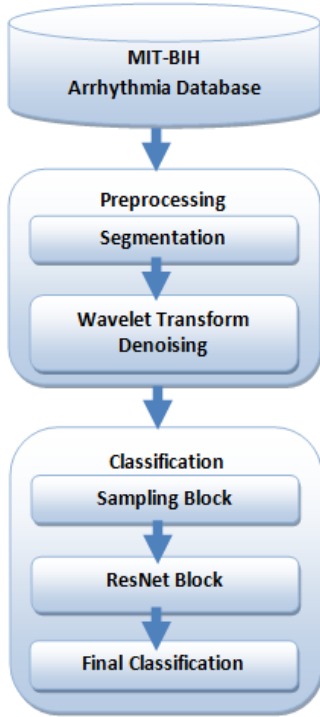 MIT-BIH
Arrhythmia Database
Preprocessing
Segmentation
Wavelet Transform
Denoising
Classification
Sampling Block
ResNet Block
Final Classification